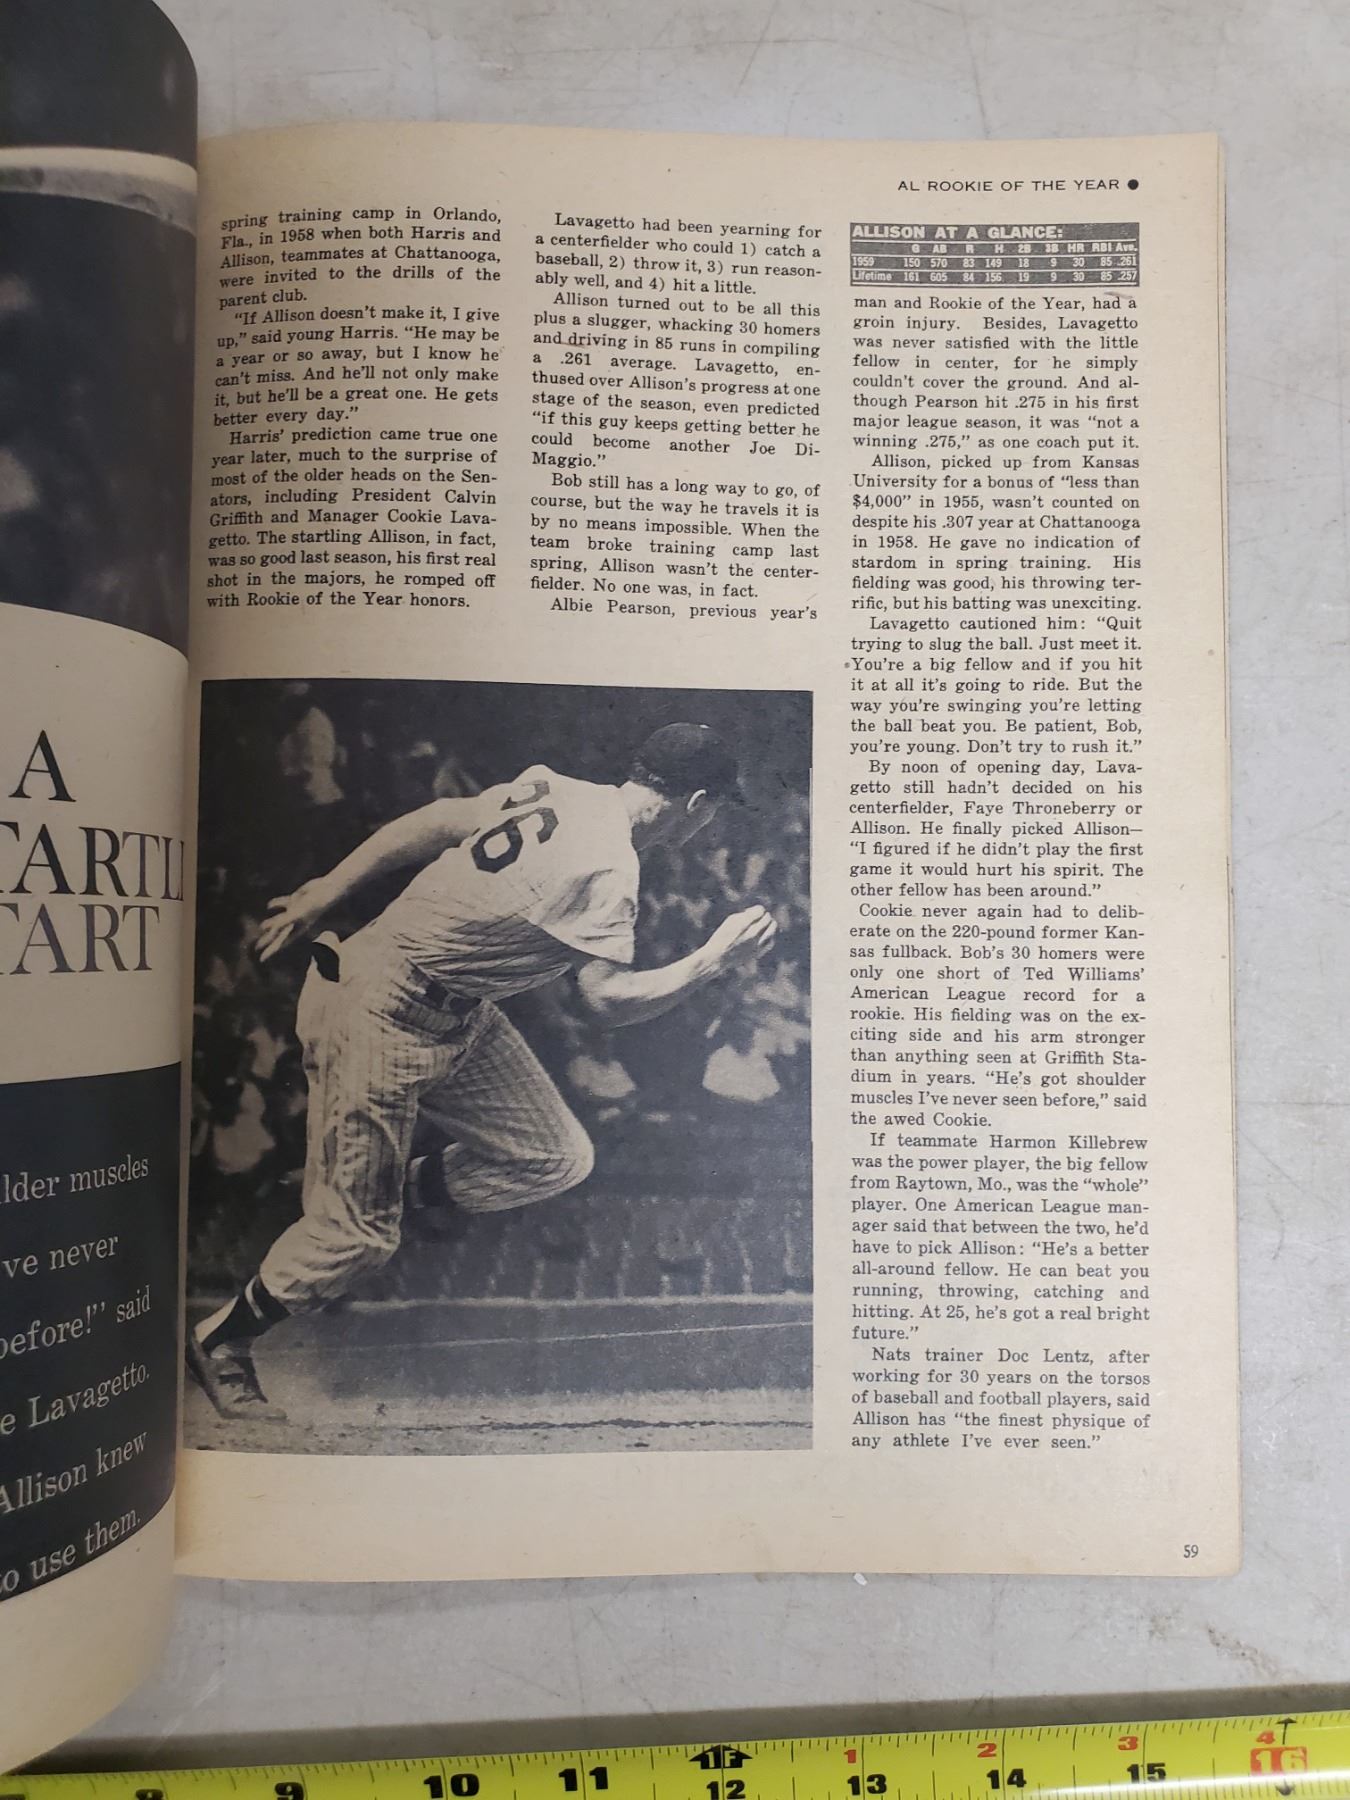 A
TARTLI
TART
lder muscles
ve never
before!" said
e Lavagetto.
Allison knew
to use them.
AL ROOKIE OF THE YEAR ●
spring training camp in Orlando,
Fla., in 1958 when both Harris and
Allison, teammates at Chattanooga,
were invited to the drills of the
parent club.
"If Allison doesn't make it, I give
up," said young Harris. "He may be
a year or so away, but I know he
can't miss. And he'll not only make
it, but he'll be a great one. He gets
better every day."
Harris' prediction came true one
year later, much to the surprise of
most of the older heads on the Sen-
ators, including President Calvin
Griffith and Manager Cookie Lava-
getto. The startling Allison, in fact,
was so good last season, his first real
shot in the majors, he romped off
with Rookie of the Year honors.
Lavagetto had been yearning for
a centerfielder who could 1) catch a
baseball, 2) throw it, 3) run reason-
ably well, and 4) hit a little.
Allison turned out to be all this
plus a slugger, whacking 30 homers
and driving in 85 runs in compiling
a .261 average. Lavagetto, en-
thused over Allison's progress at one
stage of the season, even predicted
"if this guy keeps getting better he
could become another Joe Di-
Maggio."
Bob still has a long way to go, of
course, but the way he travels it is
by no means impossible. When the
team broke training camp last
spring, Allison wasn't the center-
fielder. No one was, in fact.
Albie Pearson, previous year's
ALLISON AT A GLANCE:
G AB R H 2B 3B HR RBI Ave.
1959 150 570 83 149 18 9 30 85 .261
Lifetime 161 605 84 156 19 9 30 85 .257
man and Rookie of the Year, had a
groin injury. Besides, Lavagetto
was never satisfied with the little
fellow in center, for he simply
couldn't cover the ground. And al-
though Pearson hit .275 in his first
major league season, it was "not a
winning .275," as one coach put it.
Allison, picked up from Kansas
University for a bonus of "less than
$4,000" in 1955, wasn't counted on
despite his .307 year at Chattanooga
in 1958. He gave no indication of
stardom in spring training. His
fielding was good, his throwing ter-
rific, but his batting was unexciting.
Lavagetto cautioned him: "Quit
trying to slug the ball. Just meet it.
You're a big fellow and if you hit
it at all it's going to ride. But the
way you're swinging you're letting
the ball beat you. Be patient, Bob,
you're young. Don't try to rush it."
By noon of opening day, Lava-
getto still hadn't decided on his
centerfielder, Faye Throneberry or
Allison. He finally picked Allison—
"I figured if he didn't play the first
game it would hurt his spirit. The
other fellow has been around."
Cookie never again had to delib-
erate on the 220-pound former Kan-
sas fullback. Bob's 30 homers were
only one short of Ted Williams'
American League record for a
rookie. His fielding was on the ex-
citing side and his arm stronger
than anything seen at Griffith Sta-
dium in years. "He's got shoulder
muscles I've never seen before," said
the awed Cookie.
If teammate Harmon Killebrew
was the power player, the big fellow
from Raytown, Mo., was the "whole"
player. One American League man-
ager said that between the two, he'd
have to pick Allison: "He's a better
all-around fellow. He can beat you
running, throwing, catching and
hitting. At 25, he's got a real bright
future."
Nats trainer Doc Lentz, after
working for 30 years on the torsos
of baseball and football players, said
Allison has "the finest physique of
any athlete I've ever seen."
59
1F 1 2 3 4
8 9 10 11 12 13 14 15 16